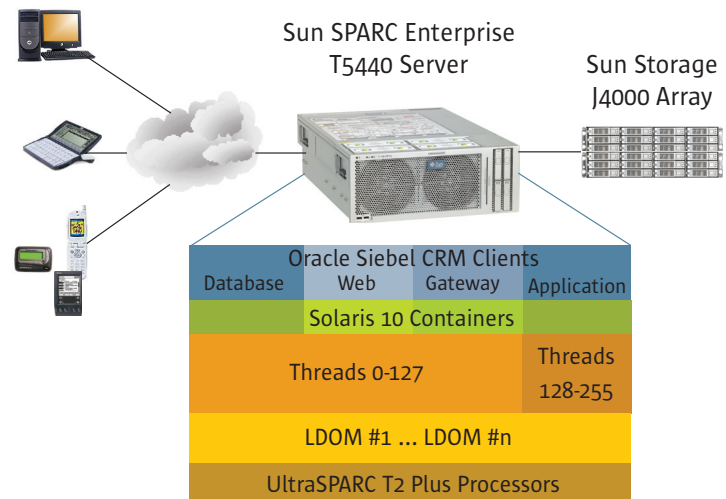 Sun SPARC Enterprise
T5440 Server
Sun Storage
J4000 Array
Oracle Siebel CRM Clients
Database Web Gateway Application
Solaris 10 Containers
Threads 0-127
Threads
128-255
LDOM #1 ... LDOM #n
UltraSPARC T2 Plus Processors